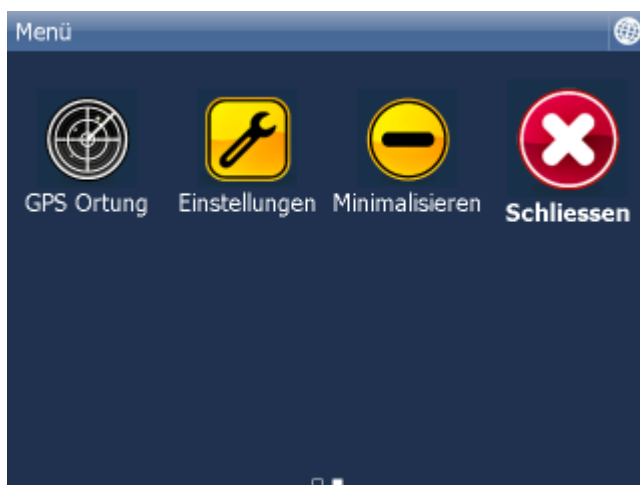 Menü
GPS Ortung
Einstellungen
Minimalisieren
Schliessen